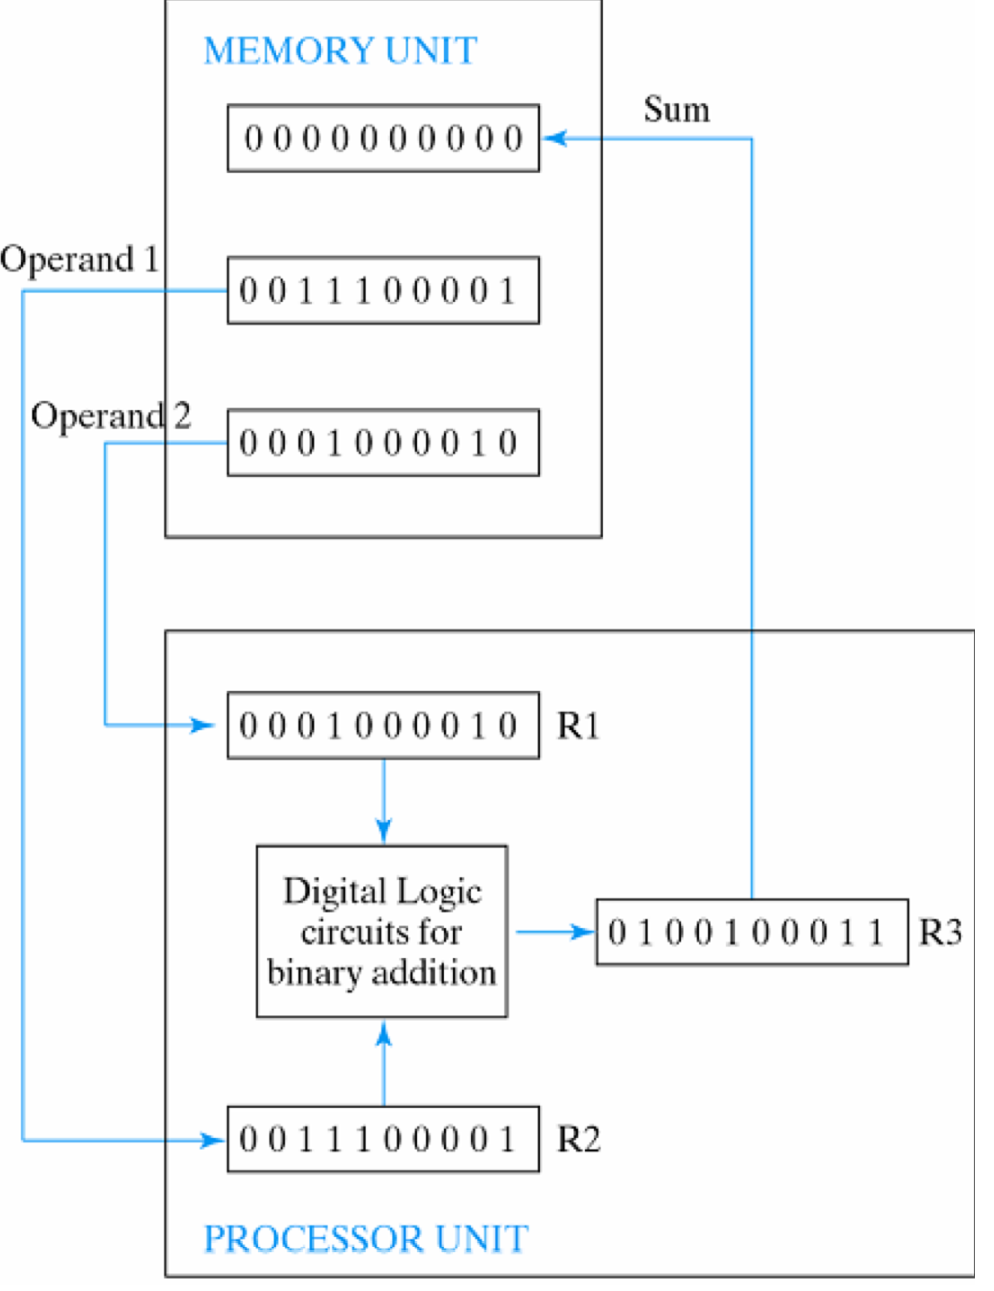 MEMORY UNIT
Sum
0 0 0 0 0 0 0 0 0 0
Operand 1
0 0 1 1 1 0 0 0 0 1
Operand 2
0 0 0 1 0 0 0 0 1 0
0 0 0 1 0 0 0 0 1 0 R1
Digital Logic
circuits for
binary addition
0 1 0 0 1 0 0 0 1 1 R3
0 0 1 1 1 0 0 0 0 1 R2
PROCESSOR UNIT